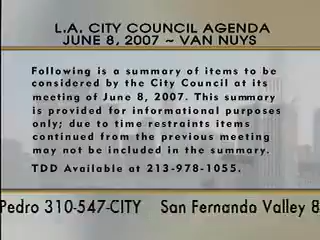 L.A. CITY COUNCIL AGENDA
JUNE 8, 2007 ~ VAN NUYS
Following is a summary of items to be
considered by the City Council at its
meeting of June 8, 2007. This summary
is provided for informational purposes
only; due to time restraints items
continued from the previous meeting
may not be included in the summary.
TDD Available at 213-978-1055.
Pedro 310-547-CITY San Fernando Valley 8